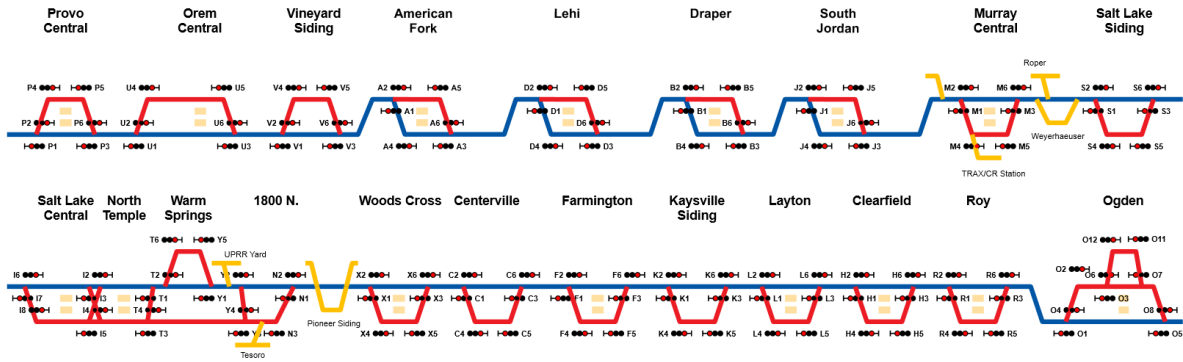 Provo Central
Orem Central
Vineyard Siding
American Fork
Lehi
Draper
South Jordan
Murray Central
Salt Lake Siding
Roper
P4 P5 U4 U5 V4 V5 A2 A5 D2 D5 B2 B5 J2 J5 M2 M6 S2 S6
A1 D1 B1 J1 M1 M3 S1 S3
P2 P6 U2 U6 V2 V6 A6 D6 B6 J6
Weyerhaeuser
P1 P3 U1 U3 V1 V3 A4 A3 D4 D3 B4 B3 J4 J3 M4 M5 S4 S5
TRAX/CR Station
Salt Lake Central
North Temple
Warm Springs
1800 N.
Woods Cross
Centerville
Farmington
Kaysville Siding
Layton
Clearfield
Roy
Ogden
T6 Y5 O12 O11
UPRR Yard
O2
I6 I2 T2 Y2 N2 X2 X6 C2 C6 F2 F6 K2 K6 L2 L6 H2 H6 R2 R6 O6 O7
I7 I3 T1 Y1 N1 X1 X3 C1 C3 F1 F3 K1 K3 L1 L3 H1 H3 R1 R3 O3
I8 I4 T4 Y4 O4 O8
Pioneer Siding
I5 T3 N3 X4 X5 C4 C5 F4 F5 K4 K5 L4 L5 H4 H5 R4 R5 O1 O5
Tesoro